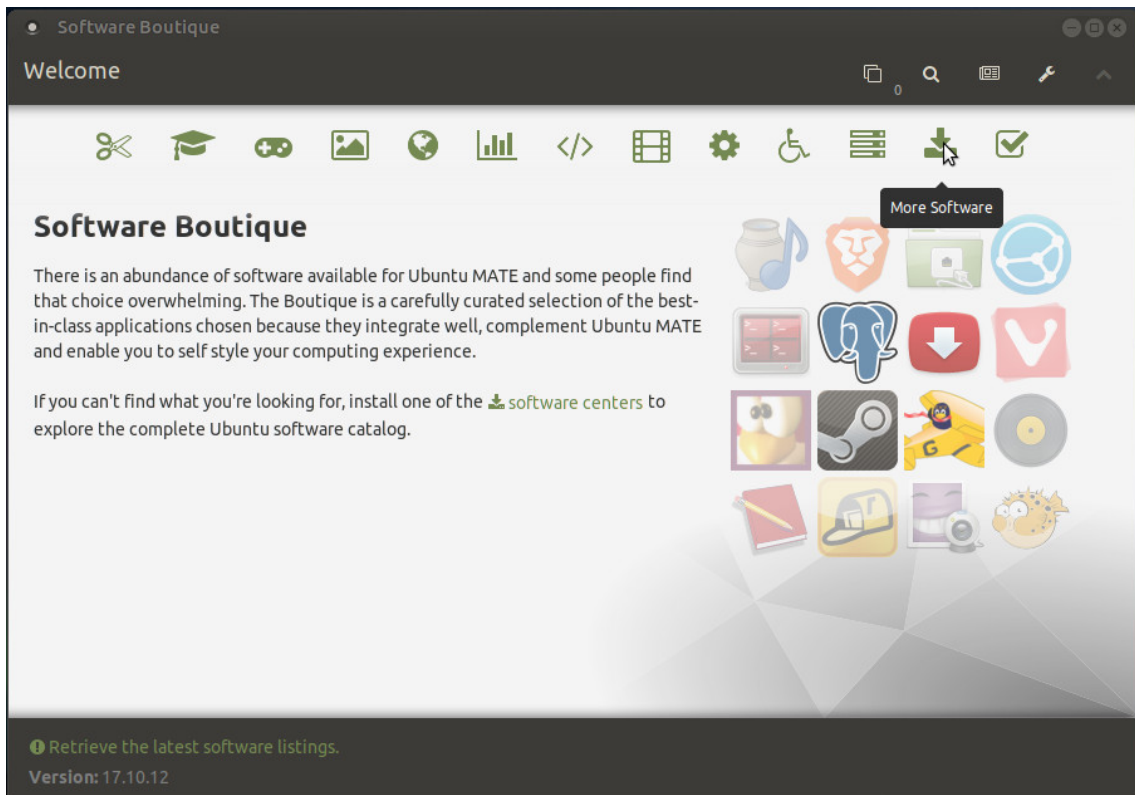 Software Boutique
Welcome
0
More Software
Software Boutique
There is an abundance of software available for Ubuntu MATE and some people find
that choice overwhelming. The Boutique is a carefully curated selection of the best-
in-class applications chosen because they integrate well, complement Ubuntu MATE
and enable you to self style your computing experience.
If you can't find what you're looking for, install one of the software centers to
explore the complete Ubuntu software catalog.
Retrieve the latest software listings.
Version: 17.10.12